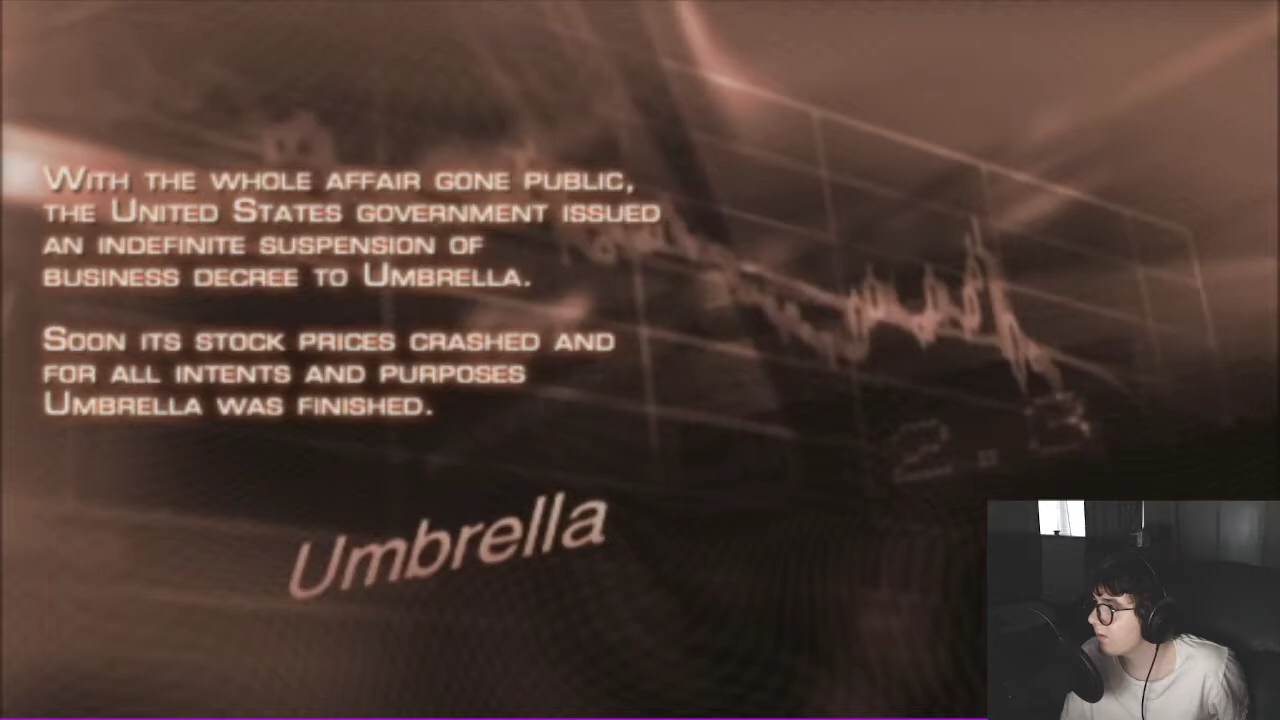 With the whole affair gone public,
the United States government issued
an indefinite suspension of
business decree to Umbrella.
Soon its stock prices crashed and
for all intents and purposes
Umbrella was finished.
Umbrella